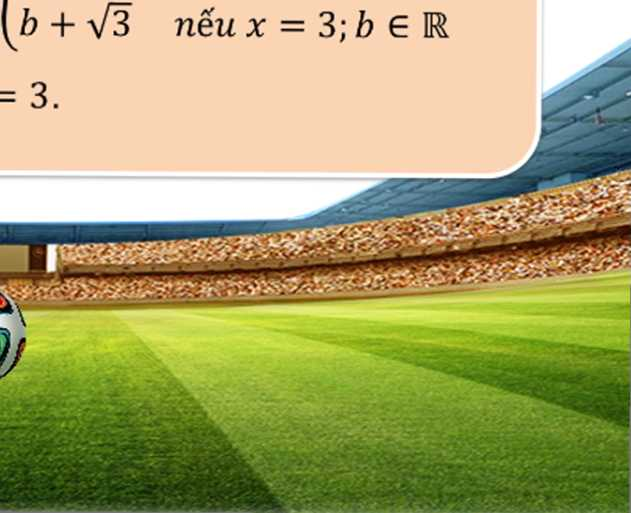 (b + √3 nếu x = 3; b ∈ ℝ
= 3.